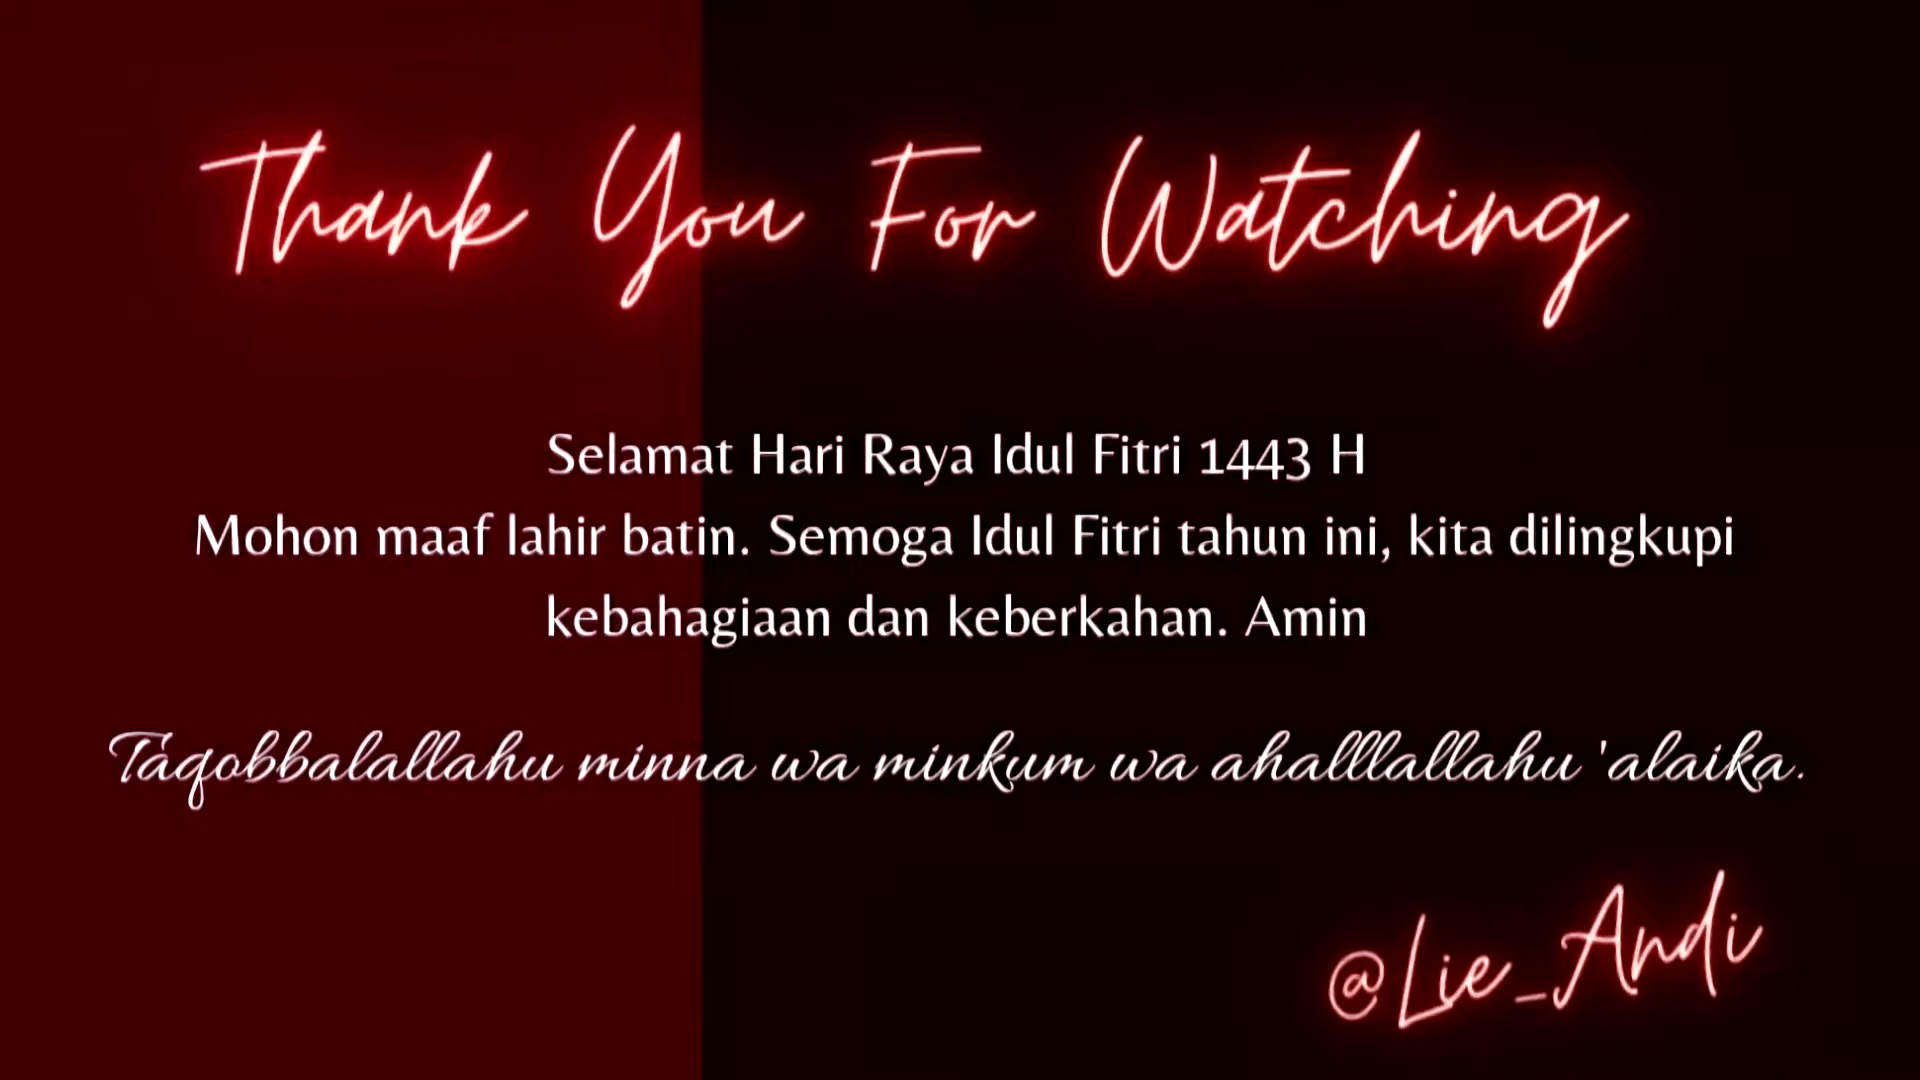 Thank You For Watching
Selamat Hari Raya Idul Fitri 1443 H
Mohon maaf lahir batin. Semoga Idul Fitri tahun ini, kita dilingkupi
kebahagiaan dan keberkahan. Amin
Taqobbalallahu minna wa minkum wa ahalllallahu 'alaika.
@Lie_Andi